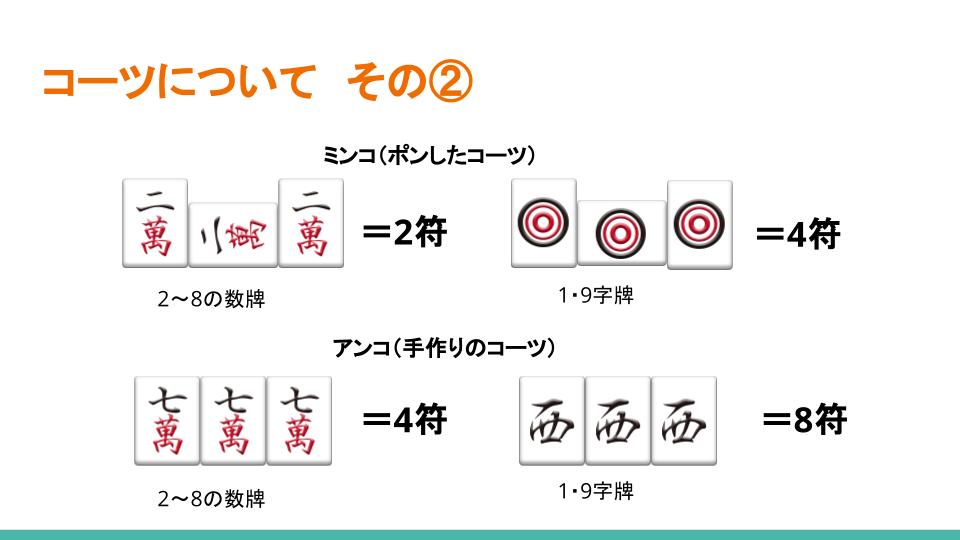 コーツについて その②
ミンコ（ポンしたコーツ）
二萬 二萬 二萬
＝2符
＝4符
2～8の数牌
1・9字牌
アンコ（手作りのコーツ）
七萬 七萬 七萬
＝4符
西 西 西
＝8符
2～8の数牌
1・9字牌